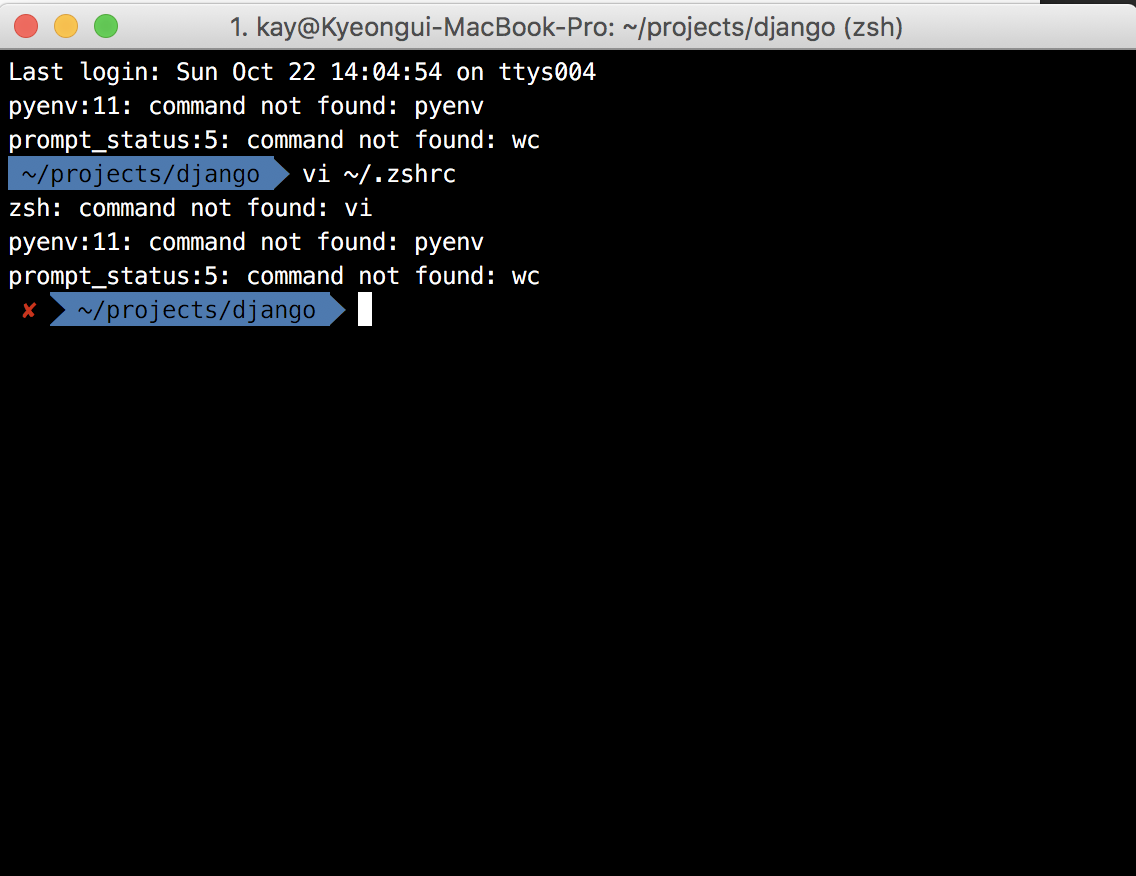 1. kay@Kyeongui-MacBook-Pro: ~/projects/django (zsh)
Last login: Sun Oct 22 14:04:54 on ttys004
pyenv:11: command not found: pyenv
prompt_status:5: command not found: wc
~/projects/django vi ~/.zshrc
zsh: command not found: vi
pyenv:11: command not found: pyenv
prompt_status:5: command not found: wc
✘ ~/projects/django